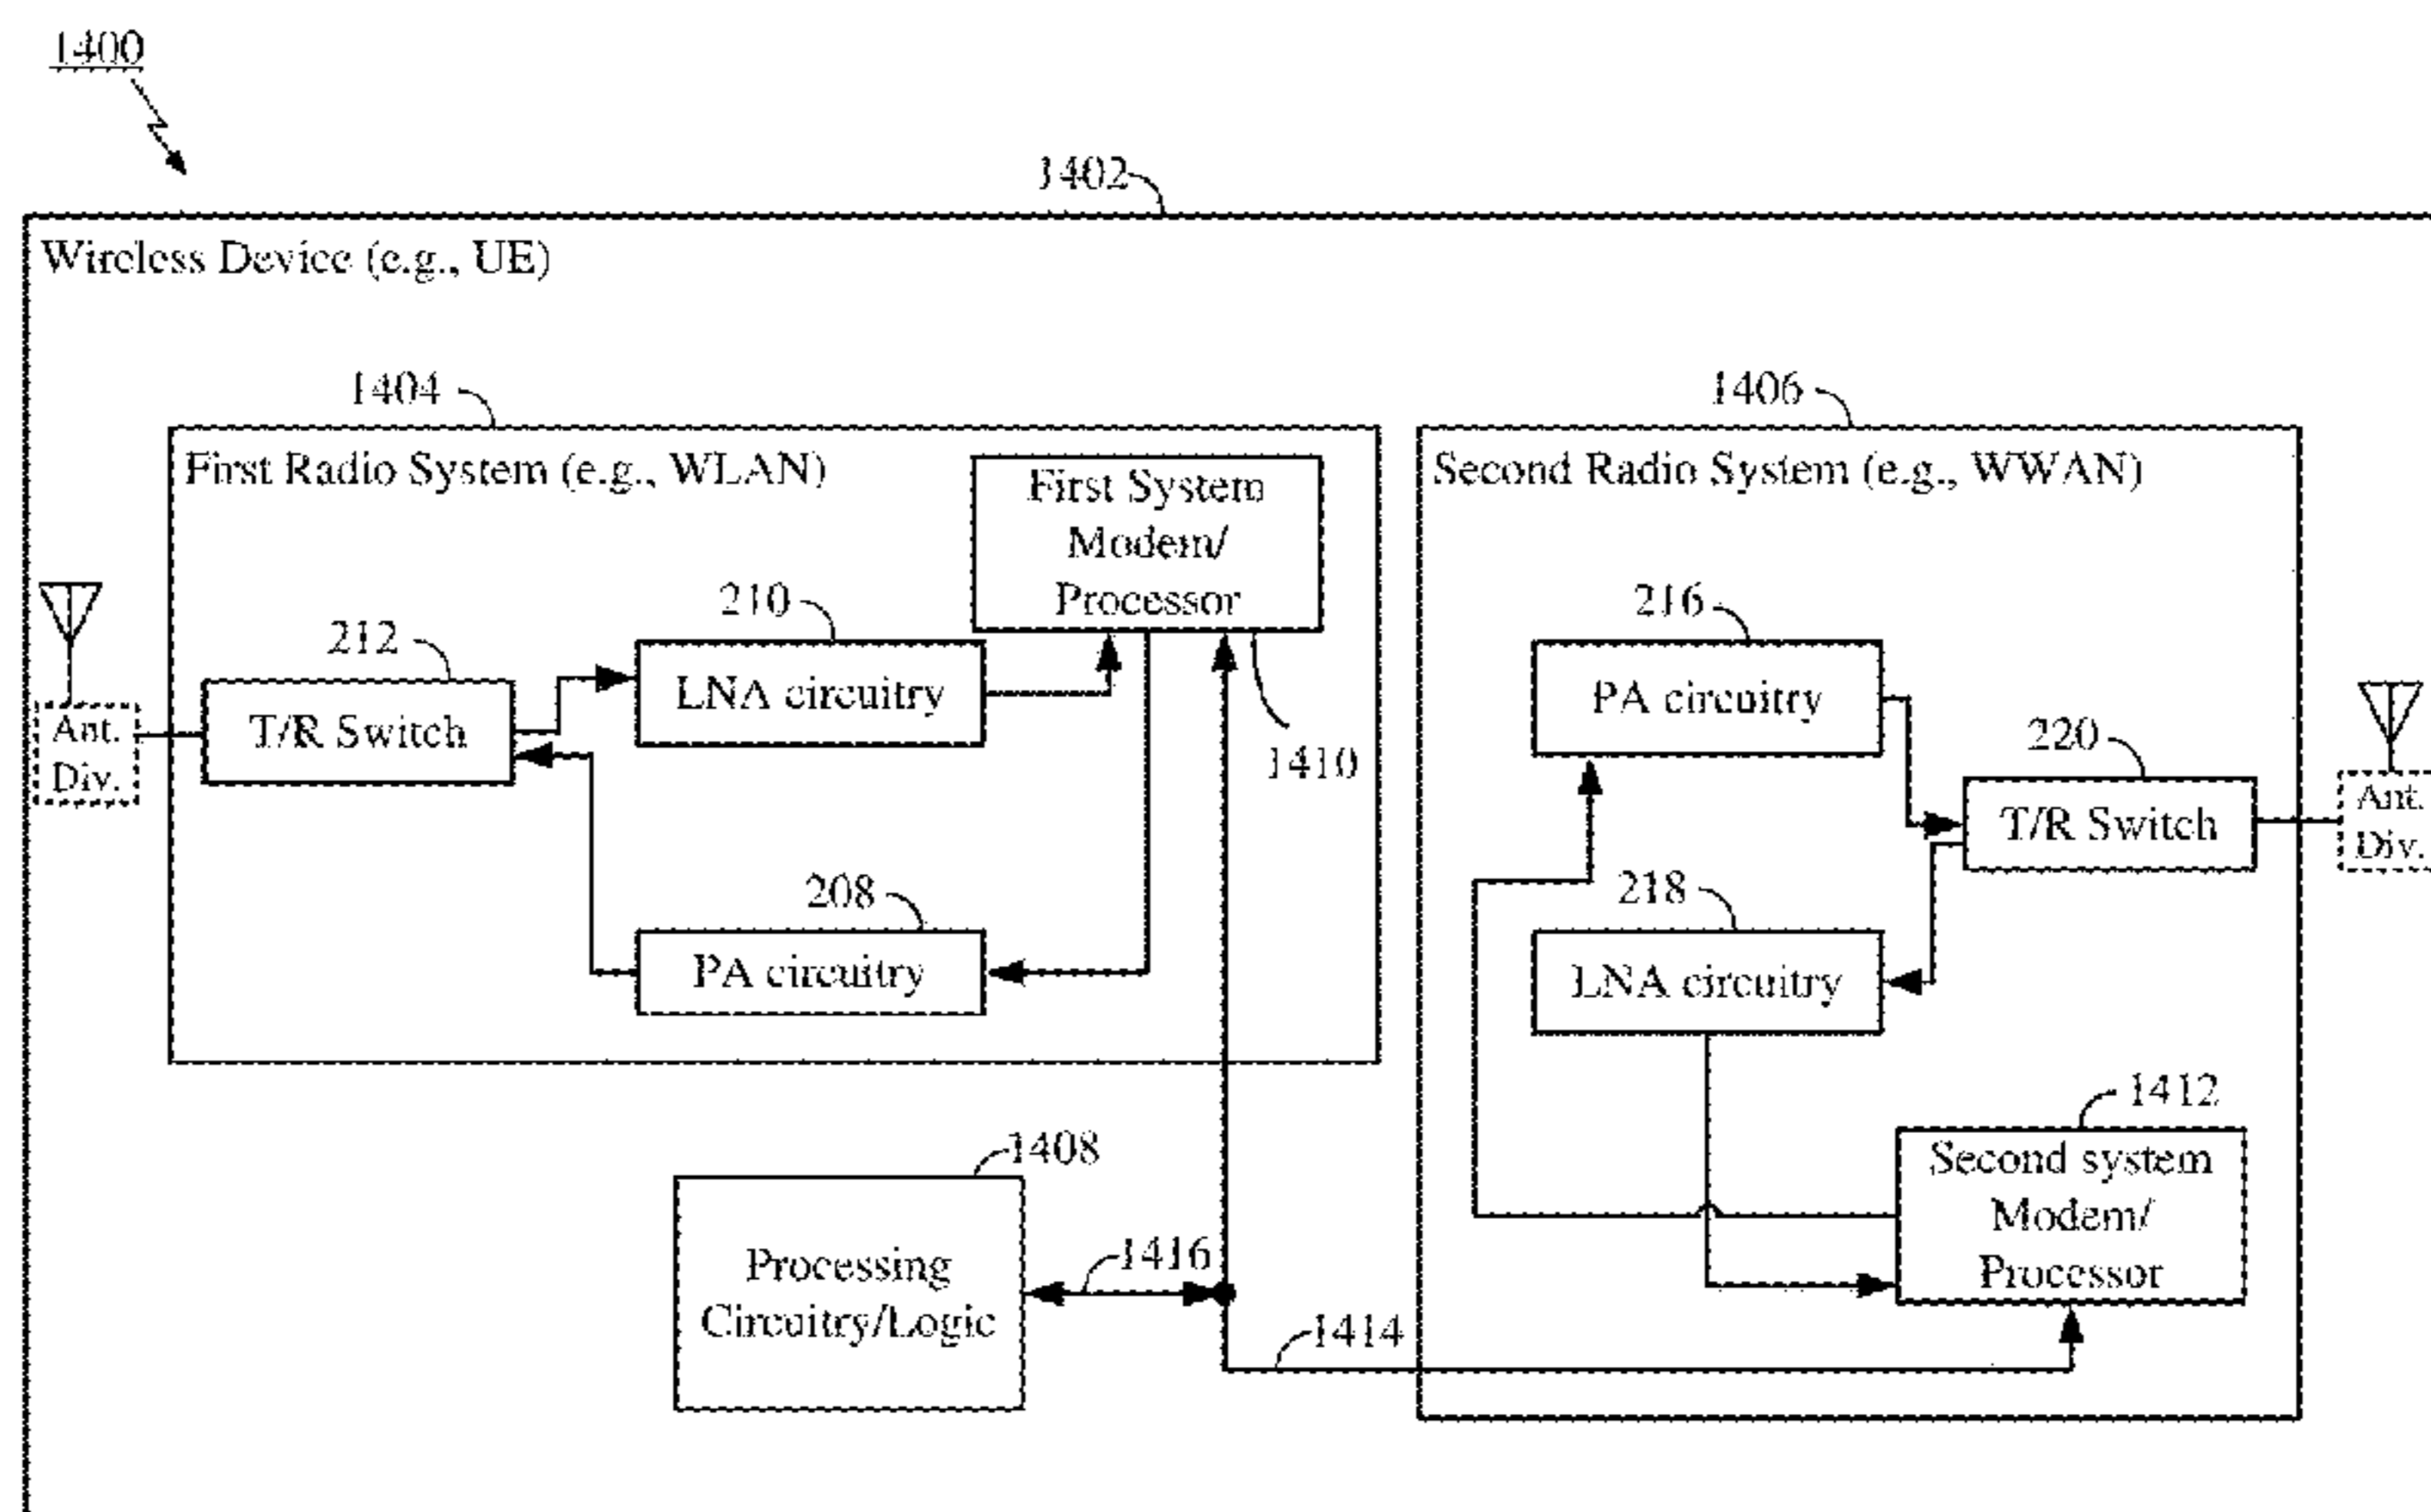 1400
1402
Wireless Device (e.g., UE)
1404
1406
First Radio System (e.g., WLAN)
First System
Modem/
Processor
Second Radio System (e.g., WWAN)
210
216
212
LNA circuitry
PA circuitry
T/R Switch
Ant.
Div.
1410
220
T/R Switch
Ant.
Div.
208
218
PA circuitry
LNA circuitry
1412
1408
Second system
Modem/
Processor
1416
Processing
Circuitry/Logic
1414